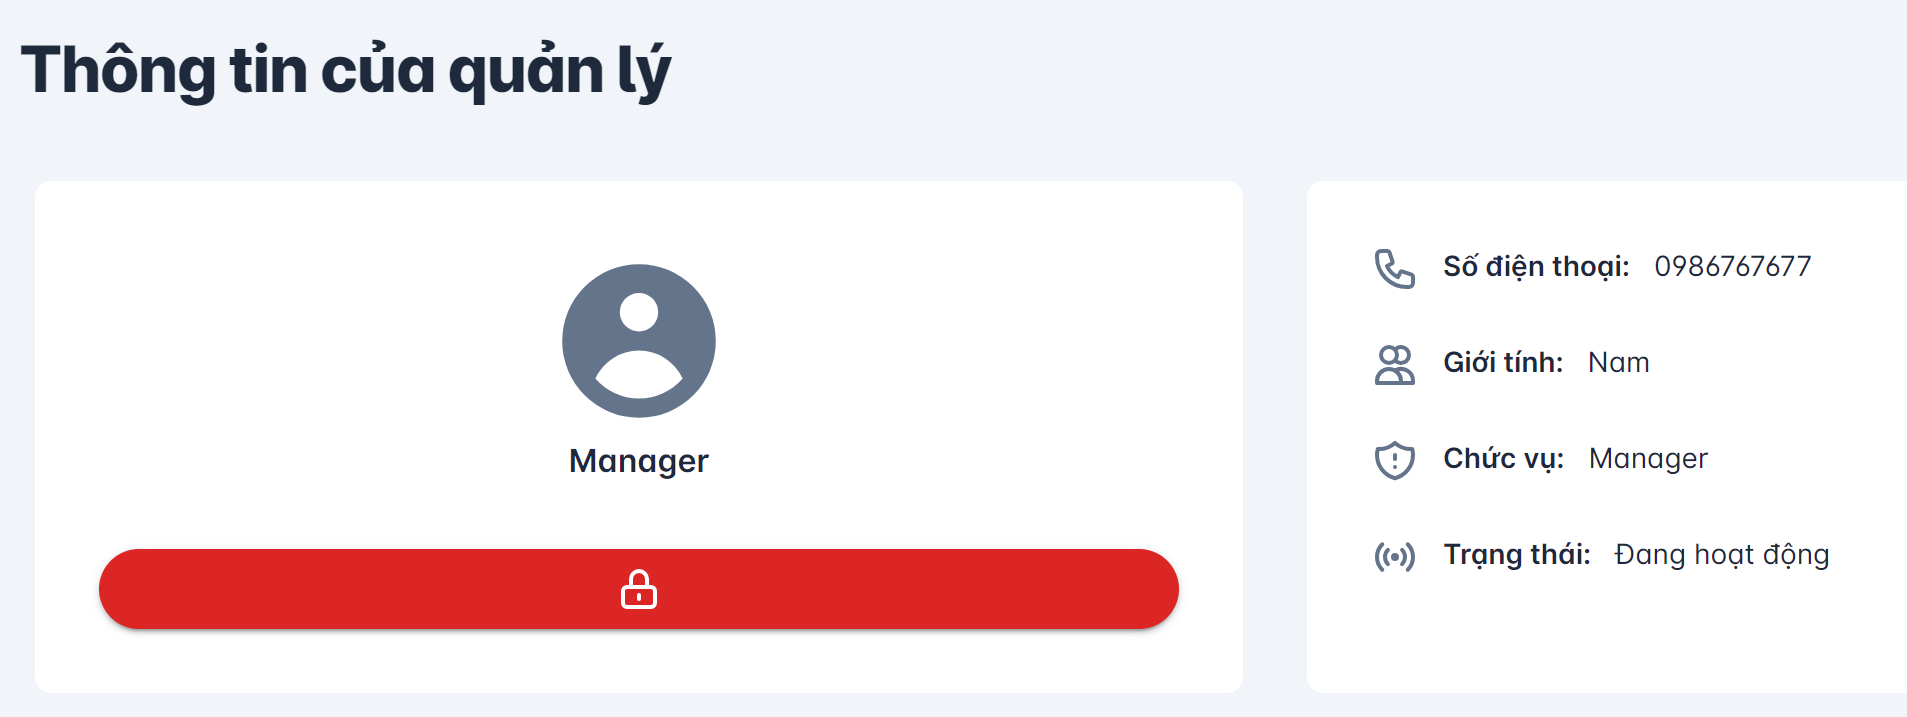 Thông tin của quản lý
Manager
Số điện thoại: 0986767677
Giới tính: Nam
Chức vụ: Manager
Trạng thái: Đang hoạt động